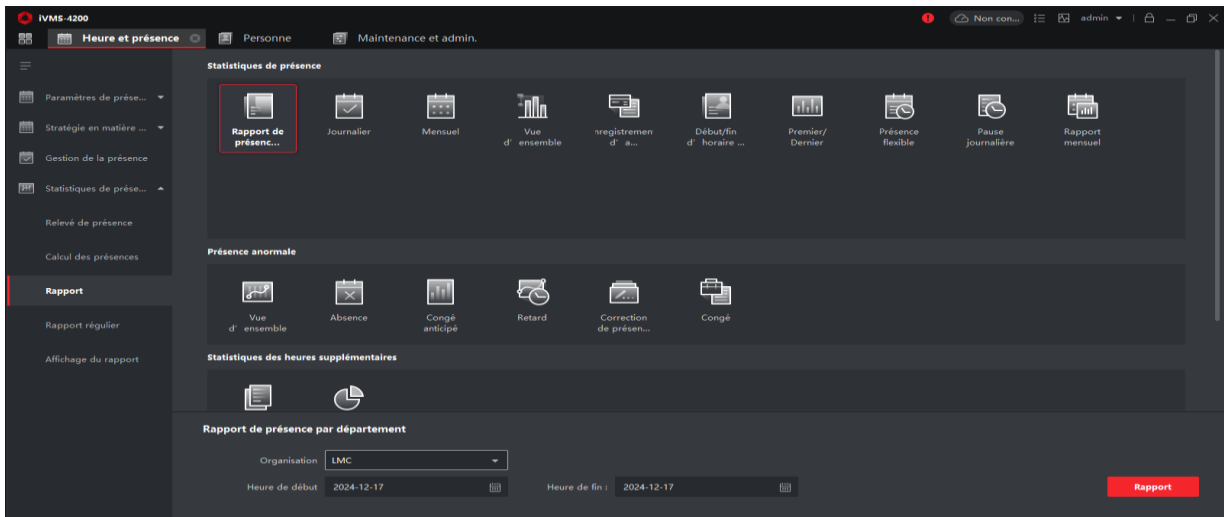 iVMS-4200
Non con...
admin
Heure et présence
Personne
Maintenance et admin.
Paramètres de prése...
Stratégie en matière ...
Gestion de la présence
Statistiques de prése...
Relevé de présence
Calcul des présences
Rapport
Rapport régulier
Affichage du rapport
Statistiques de présence
Rapport de
présenc...
Journalier
Mensuel
Vue
d' ensemble
nregistremen
d' a...
Début/fin
d' horaire ...
Premier/
Dernier
Présence
flexible
Pause
journalière
Rapport
mensuel
Présence anormale
Vue
d' ensemble
Absence
Congé
anticipé
Retard
Correction
de présen...
Congé
Statistiques des heures supplémentaires
Rapport de présence par département
Organisation
LMC
Heure de début
2024-12-17
Heure de fin :
2024-12-17
Rapport